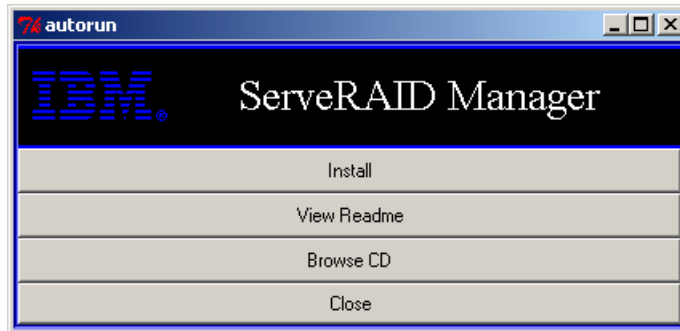 autorun
IBM® ServeRAID Manager
Install
View Readme
Browse CD
Close